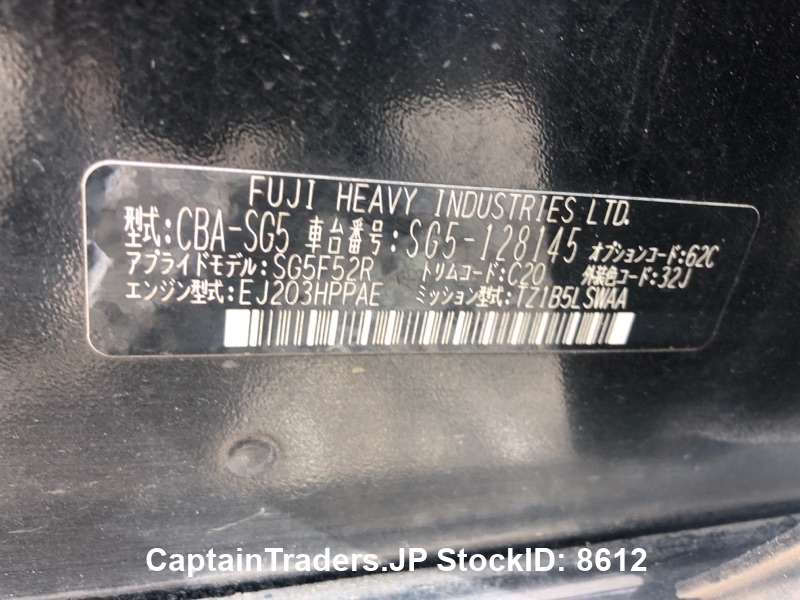 FUJI HEAVY INDUSTRIES LTD.
型式:CBA-SG5 車台番号:SG5-128145 オプションコード:62C
アプライドモデル:SG5F52R トリムコード:C20 外装色コード:32J
エンジン型式:EJ203HPPAE ミッション型式:TZ1B5LSWAA
CaptainTraders.JP StockID: 8612